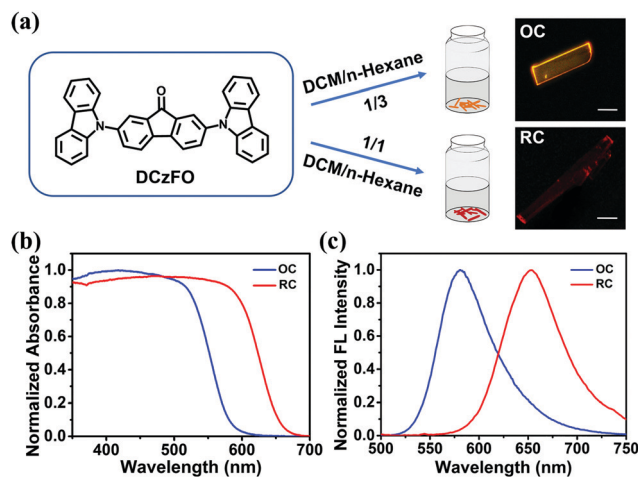 (a)
DCM/n-Hexane
1/3
OC
O
N
N
DCzFO
1/1
DCM/n-Hexane
RC
(b)
Normalized Absorbance
1.0
0.8
0.6
0.4
0.2
0.0
400
500
600
700
Wavelength (nm)
OC
RC
(c)
Normalized FL Intensity
1.0
0.8
0.6
0.4
0.2
0.0
500
550
600
650
700
750
Wavelength (nm)
OC
RC